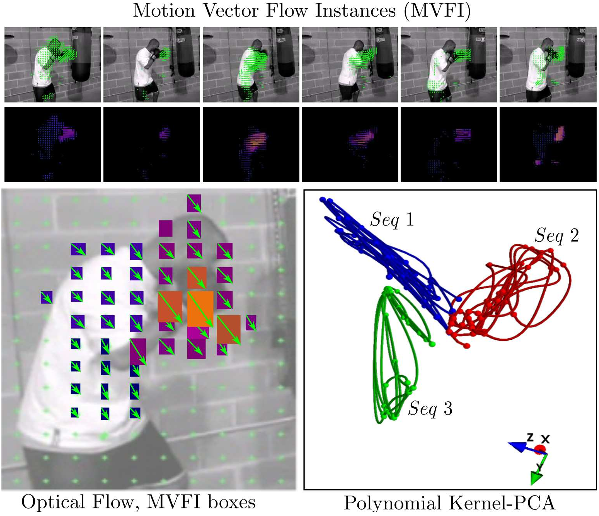 Motion Vector Flow Instances (MVFI)
Seq 1
Seq 2
Seq 3
Z X
Y
Optical Flow, MVFI boxes
Polynomial Kernel-PCA